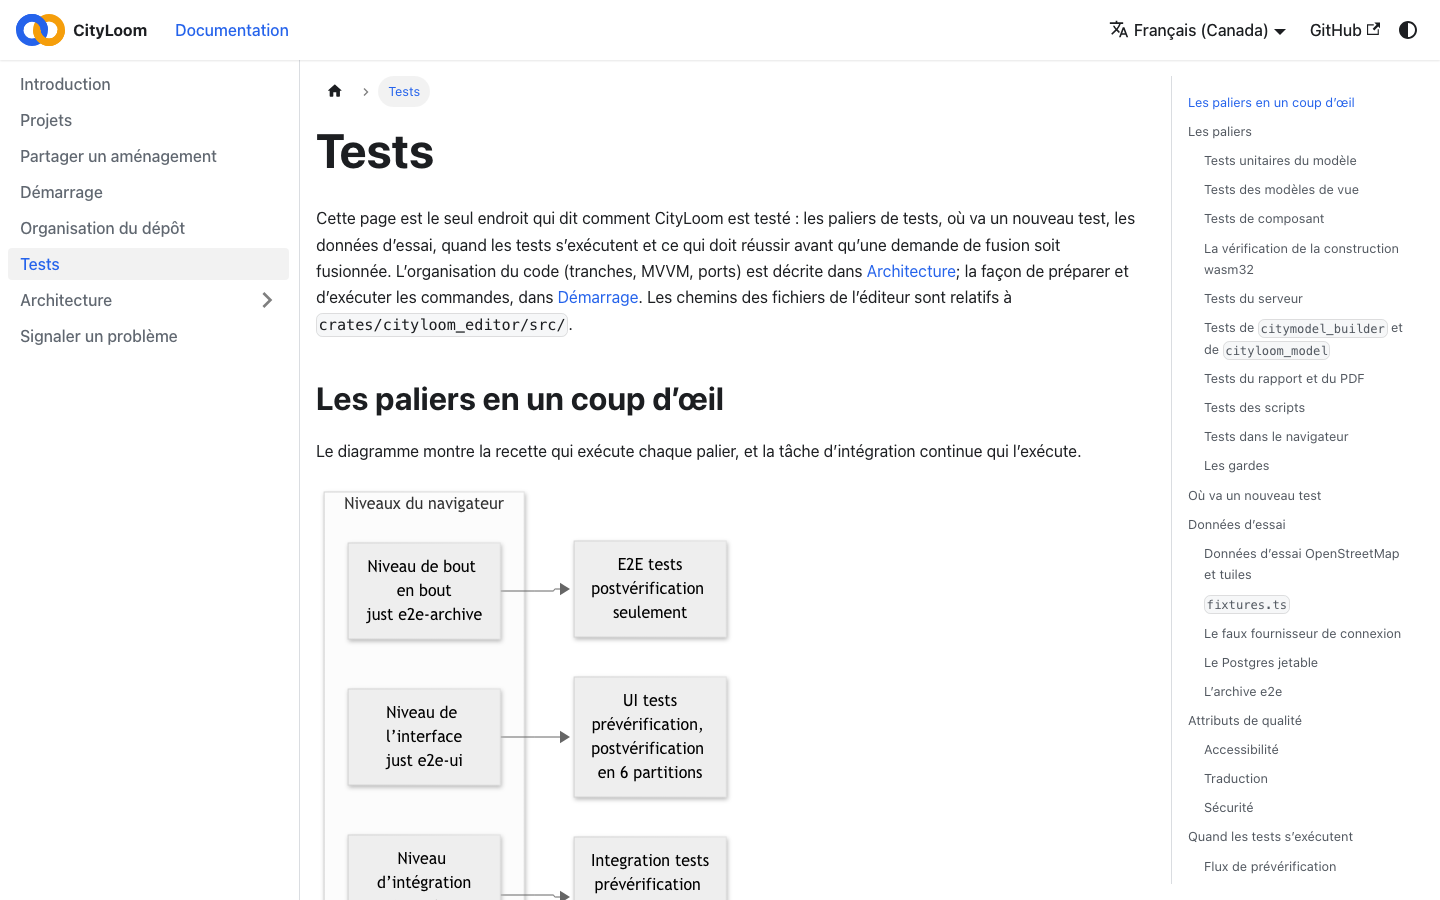 CityLoom
Documentation
Français (Canada)
GitHub
Introduction
Projets
Partager un aménagement
Démarrage
Organisation du dépôt
Tests
Architecture
Signaler un problème
Tests
Tests
Cette page est le seul endroit qui dit comment CityLoom est testé : les paliers de tests, où va un nouveau test, les
données d’essai, quand les tests s’exécutent et ce qui doit réussir avant qu’une demande de fusion soit
fusionnée. L’organisation du code (tranches, MVVM, ports) est décrite dans Architecture; la façon de préparer et
d’exécuter les commandes, dans Démarrage. Les chemins des fichiers de l’éditeur sont relatifs à
crates/cityloom_editor/src/.
Les paliers en un coup d’œil
Le diagramme montre la recette qui exécute chaque palier, et la tâche d’intégration continue qui l’exécute.
Niveaux du navigateur
Niveau de bout
en bout
just e2e-archive
E2E tests
postvérification
seulement
Niveau de
l’interface
just e2e-ui
UI tests
prévérification,
postvérification
en 6 partitions
Niveau
d’intégration
Integration tests
prévérification
Les paliers en un coup d’œil
Les paliers
Tests unitaires du modèle
Tests des modèles de vue
Tests de composant
La vérification de la construction
wasm32
Tests du serveur
Tests de citymodel_builder et
de cityloom_model
Tests du rapport et du PDF
Tests des scripts
Tests dans le navigateur
Les gardes
Où va un nouveau test
Données d’essai
Données d’essai OpenStreetMap
et tuiles
fixtures.ts
Le faux fournisseur de connexion
Le Postgres jetable
L’archive e2e
Attributs de qualité
Accessibilité
Traduction
Sécurité
Quand les tests s’exécutent
Flux de prévérification